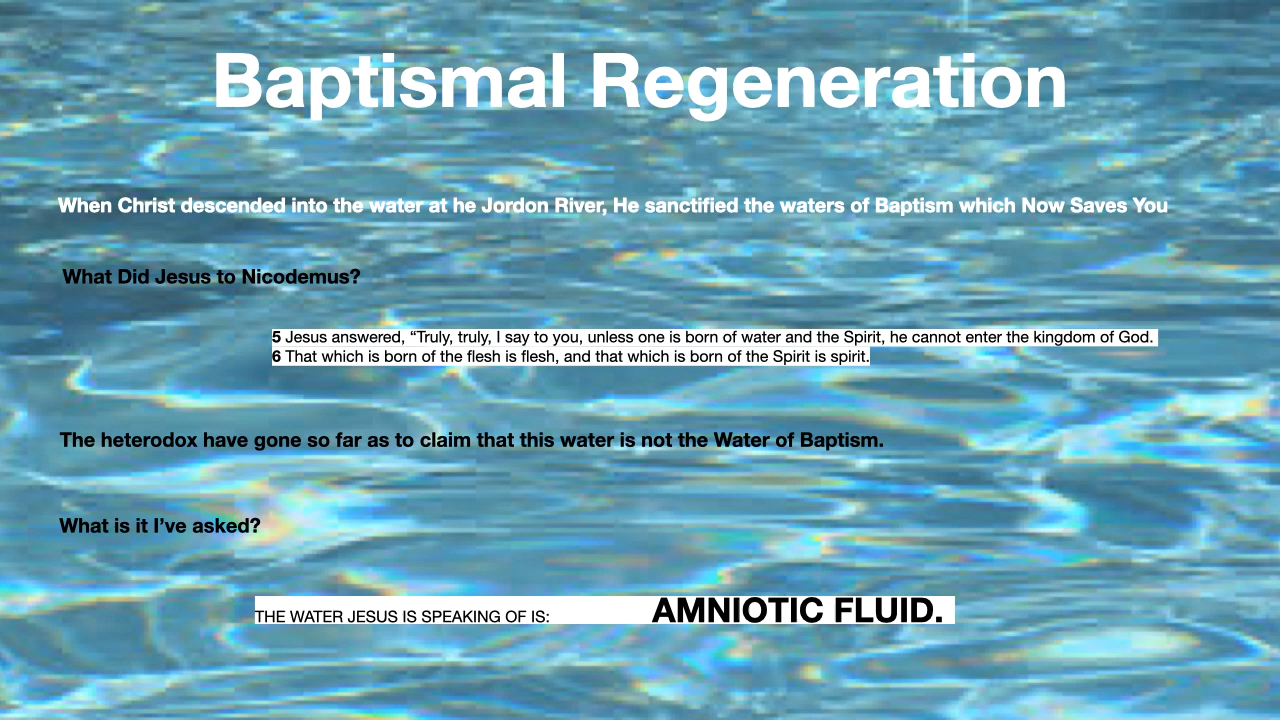 Baptismal Regeneration
When Christ descended into the water at he Jordon River, He sanctified the waters of Baptism which Now Saves You
What Did Jesus to Nicodemus?
5 Jesus answered, “Truly, truly, I say to you, unless one is born of water and the Spirit, he cannot enter the kingdom of God.
6 That which is born of the flesh is flesh, and that which is born of the Spirit is spirit.
The heterodox have gone so far as to claim that this water is not the Water of Baptism.
What is it I’ve asked?
THE WATER JESUS IS SPEAKING OF IS: AMNIOTIC FLUID.